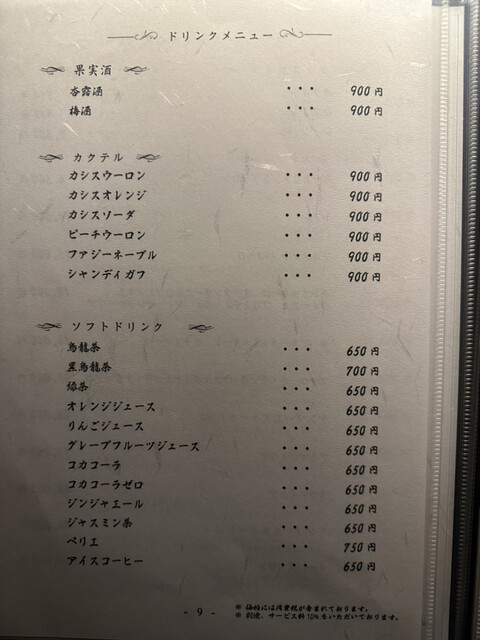 ドリンクメニュー
果実酒
杏露酒 ・・・ 900円
梅酒 ・・・ 900円
カクテル
カシスウーロン ・・・ 900円
カシスオレンジ ・・・ 900円
カシスソーダ ・・・ 900円
ピーチウーロン ・・・ 900円
ファジーネーブル ・・・ 900円
シャンディガフ ・・・ 900円
ソフトドリンク
烏龍茶 ・・・ 650円
黒烏龍茶 ・・・ 700円
緑茶 ・・・ 650円
オレンジジュース ・・・ 650円
りんごジュース ・・・ 650円
グレープフルーツジュース ・・・ 650円
コカコーラ ・・・ 650円
コカコーラゼロ ・・・ 650円
ジンジャエール ・・・ 650円
ジャスミン茶 ・・・ 650円
ペリエ ・・・ 750円
アイスコーヒー ・・・ 650円
- 9 -
※ 価格には消費税が含まれております。
※ 別途、サービス料10%をいただいております。